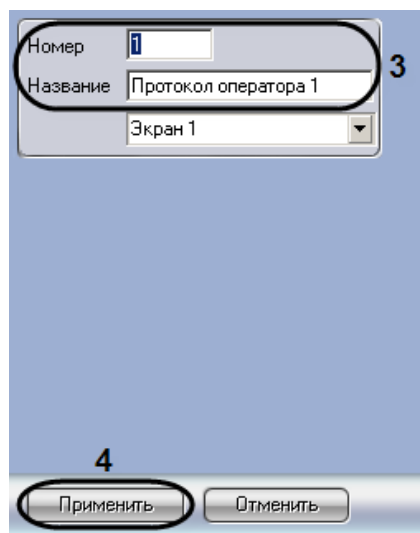 Номер 1
3
Название Протокол оператора 1
Экран 1
4
Применить Отменить